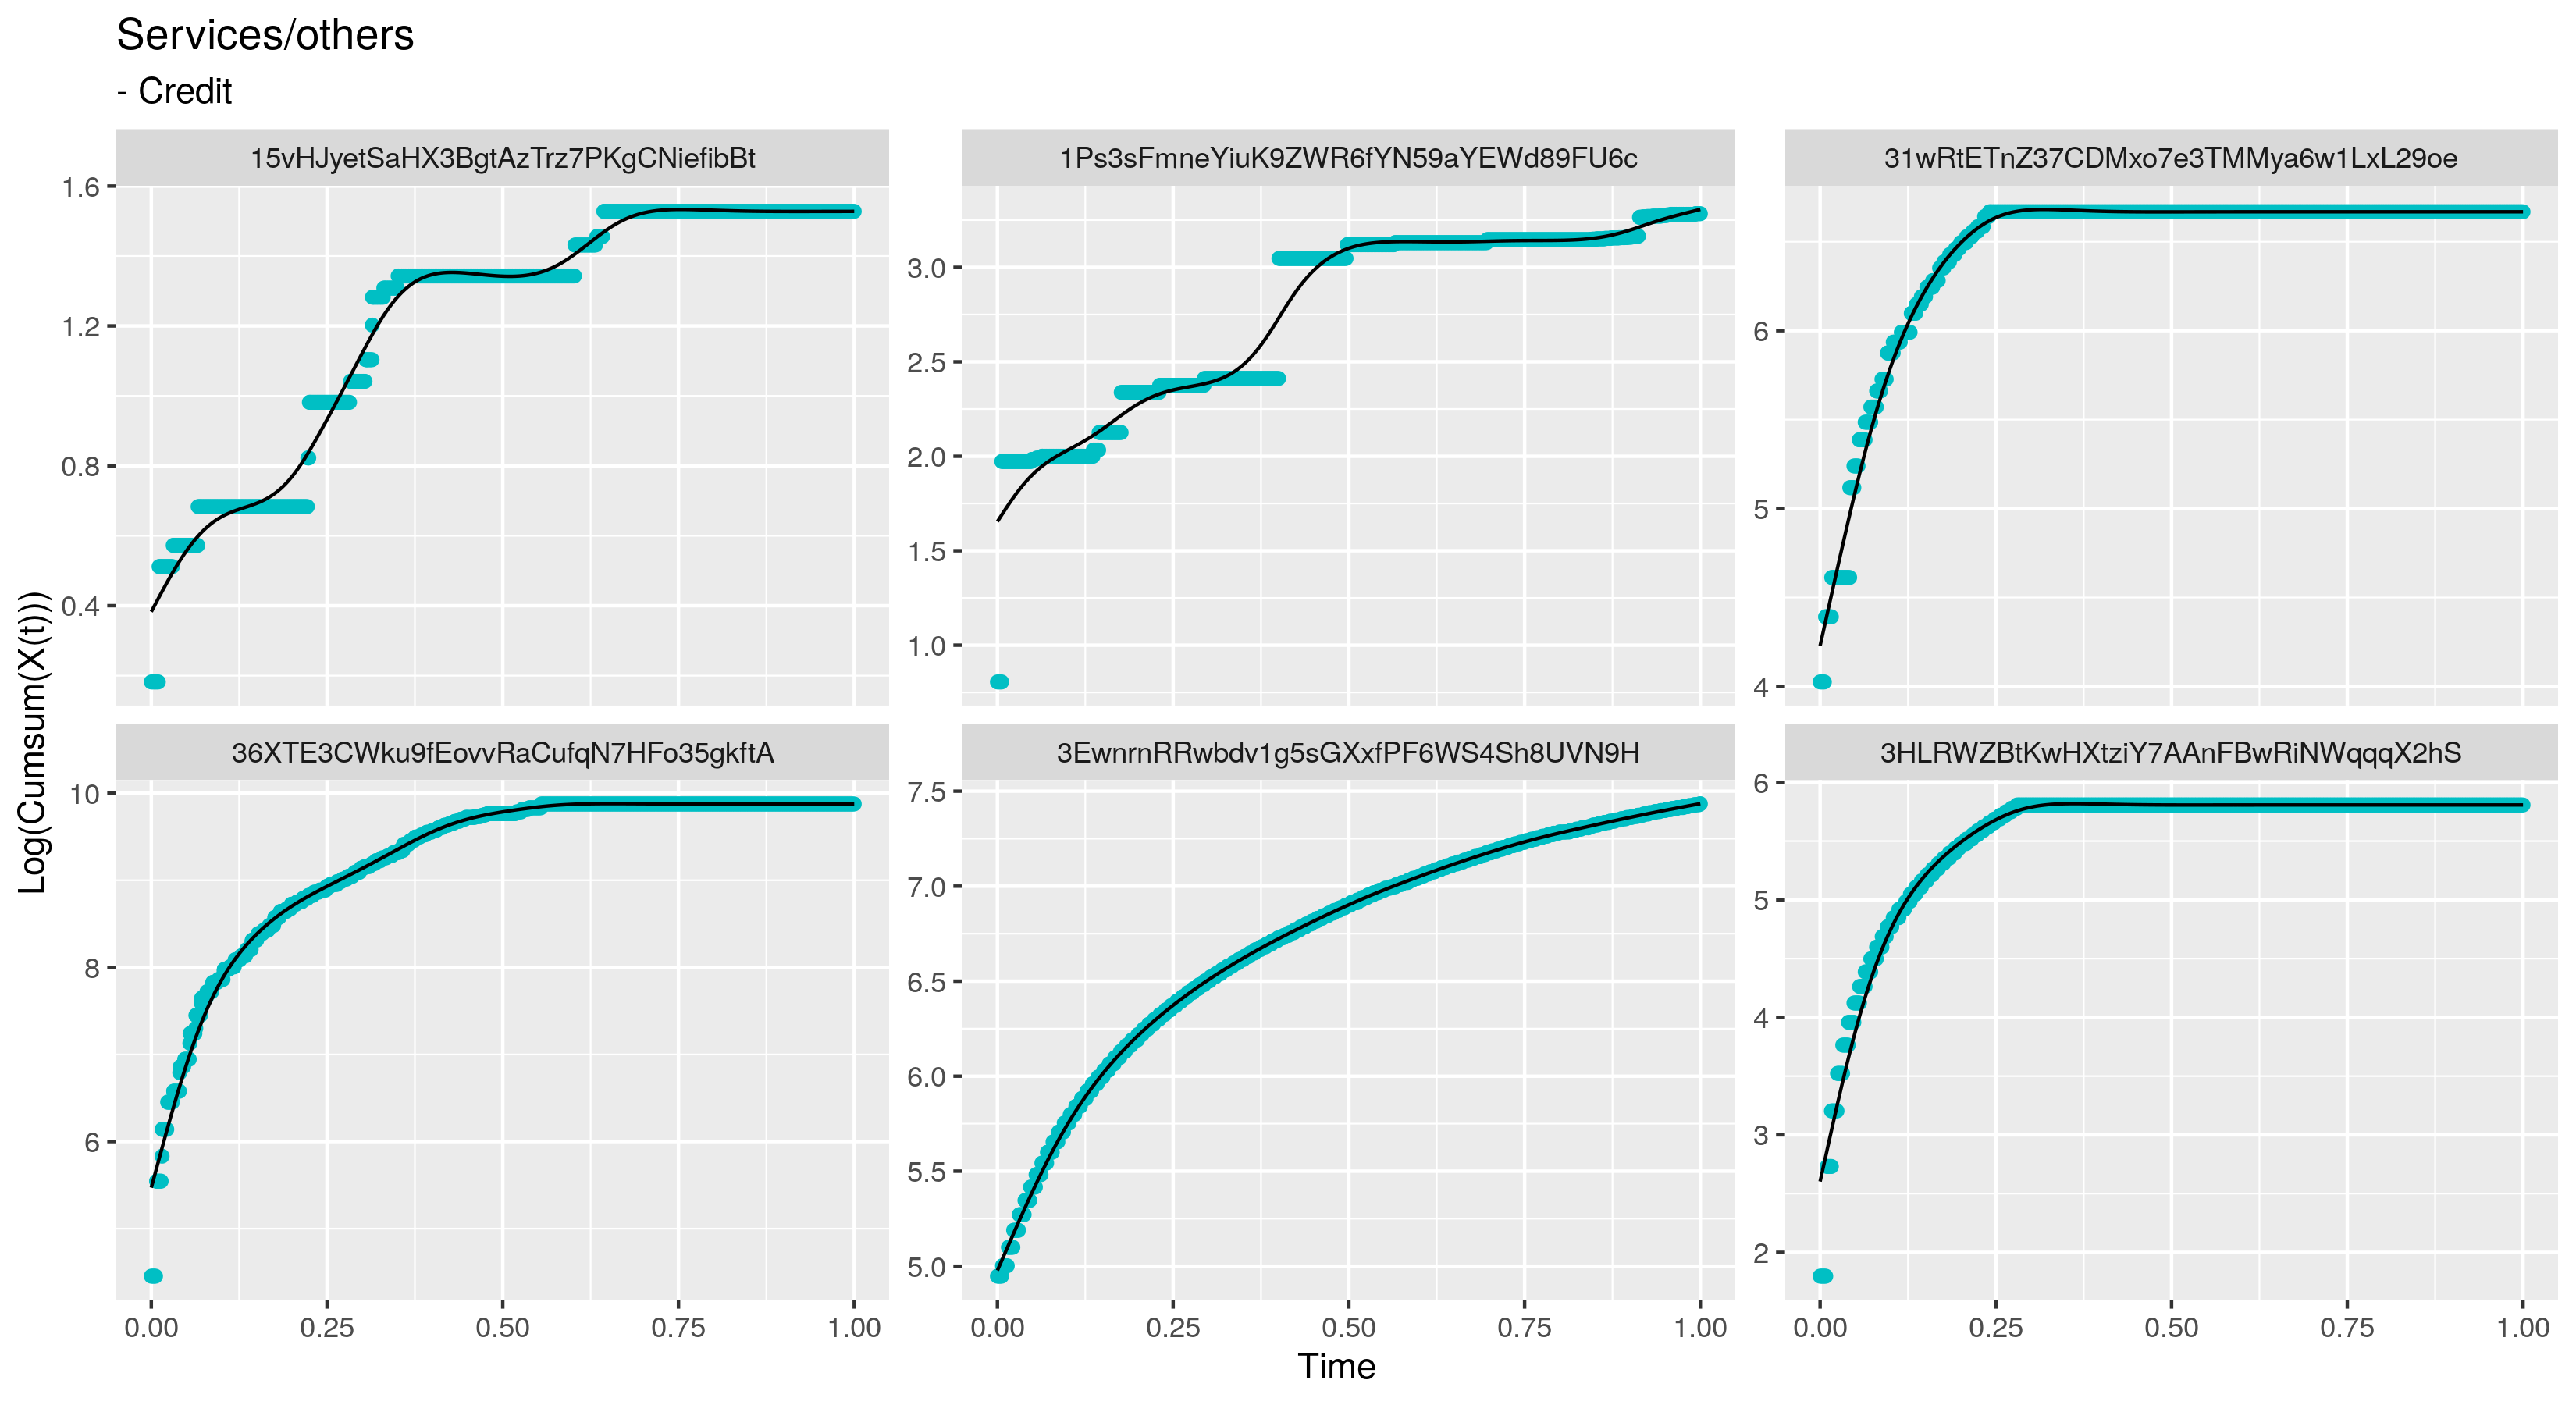 Services/others
- Credit
15vHJyetSaHX3BgtAzTrz7PKgCNiefibBt
1Ps3sFmneYiuK9ZWR6fYN59aYEWd89FU6c
31wRtETnZ37CDMxo7e3TMMya6w1LxL29oe
1.6
1.2
0.8
0.4
3.0
2.5
2.0
1.5
1.0
6
5
4
36XTE3CWku9fEovvRaCufqN7HFo35gkftA
3EwnrnRRwbdv1g5sGXxfPF6WS4Sh8UVN9H
3HLRWZBtKwHXtziY7AAnFBwRiNWqqqX2hS
10
8
6
7.5
7.0
6.5
6.0
5.5
5.0
6
5
4
3
2
0.00 0.25 0.50 0.75 1.00
0.00 0.25 0.50 0.75 1.00
0.00 0.25 0.50 0.75 1.00
Time
Log(Cumsum(X(t)))